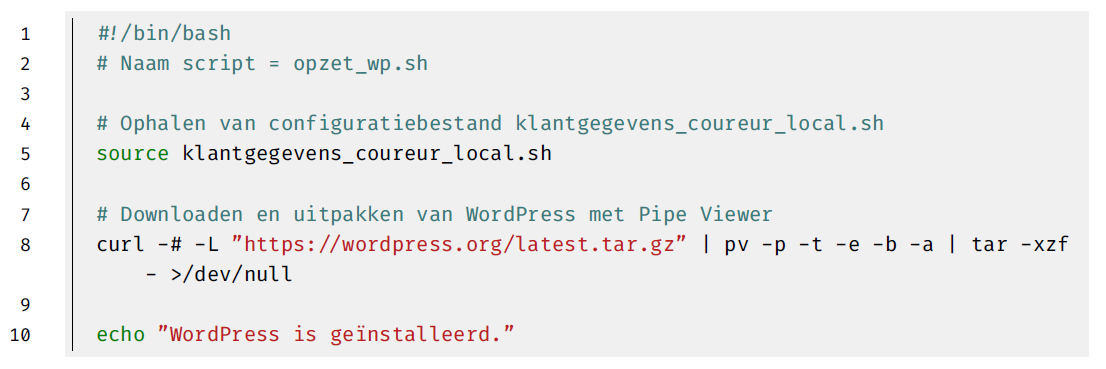 1 #!/bin/bash
2 # Naam script = opzet_wp.sh
3
4 # Ophalen van configuratiebestand klantgegevens_coureur_local.sh
5 source klantgegevens_coureur_local.sh
6
7 # Downloaden en uitpakken van WordPress met Pipe Viewer
8 curl -# -L ”https://wordpress.org/latest.tar.gz” | pv -p -t -e -b -a | tar -xzf
- >/dev/null
9
10 echo ”WordPress is geïnstalleerd.”